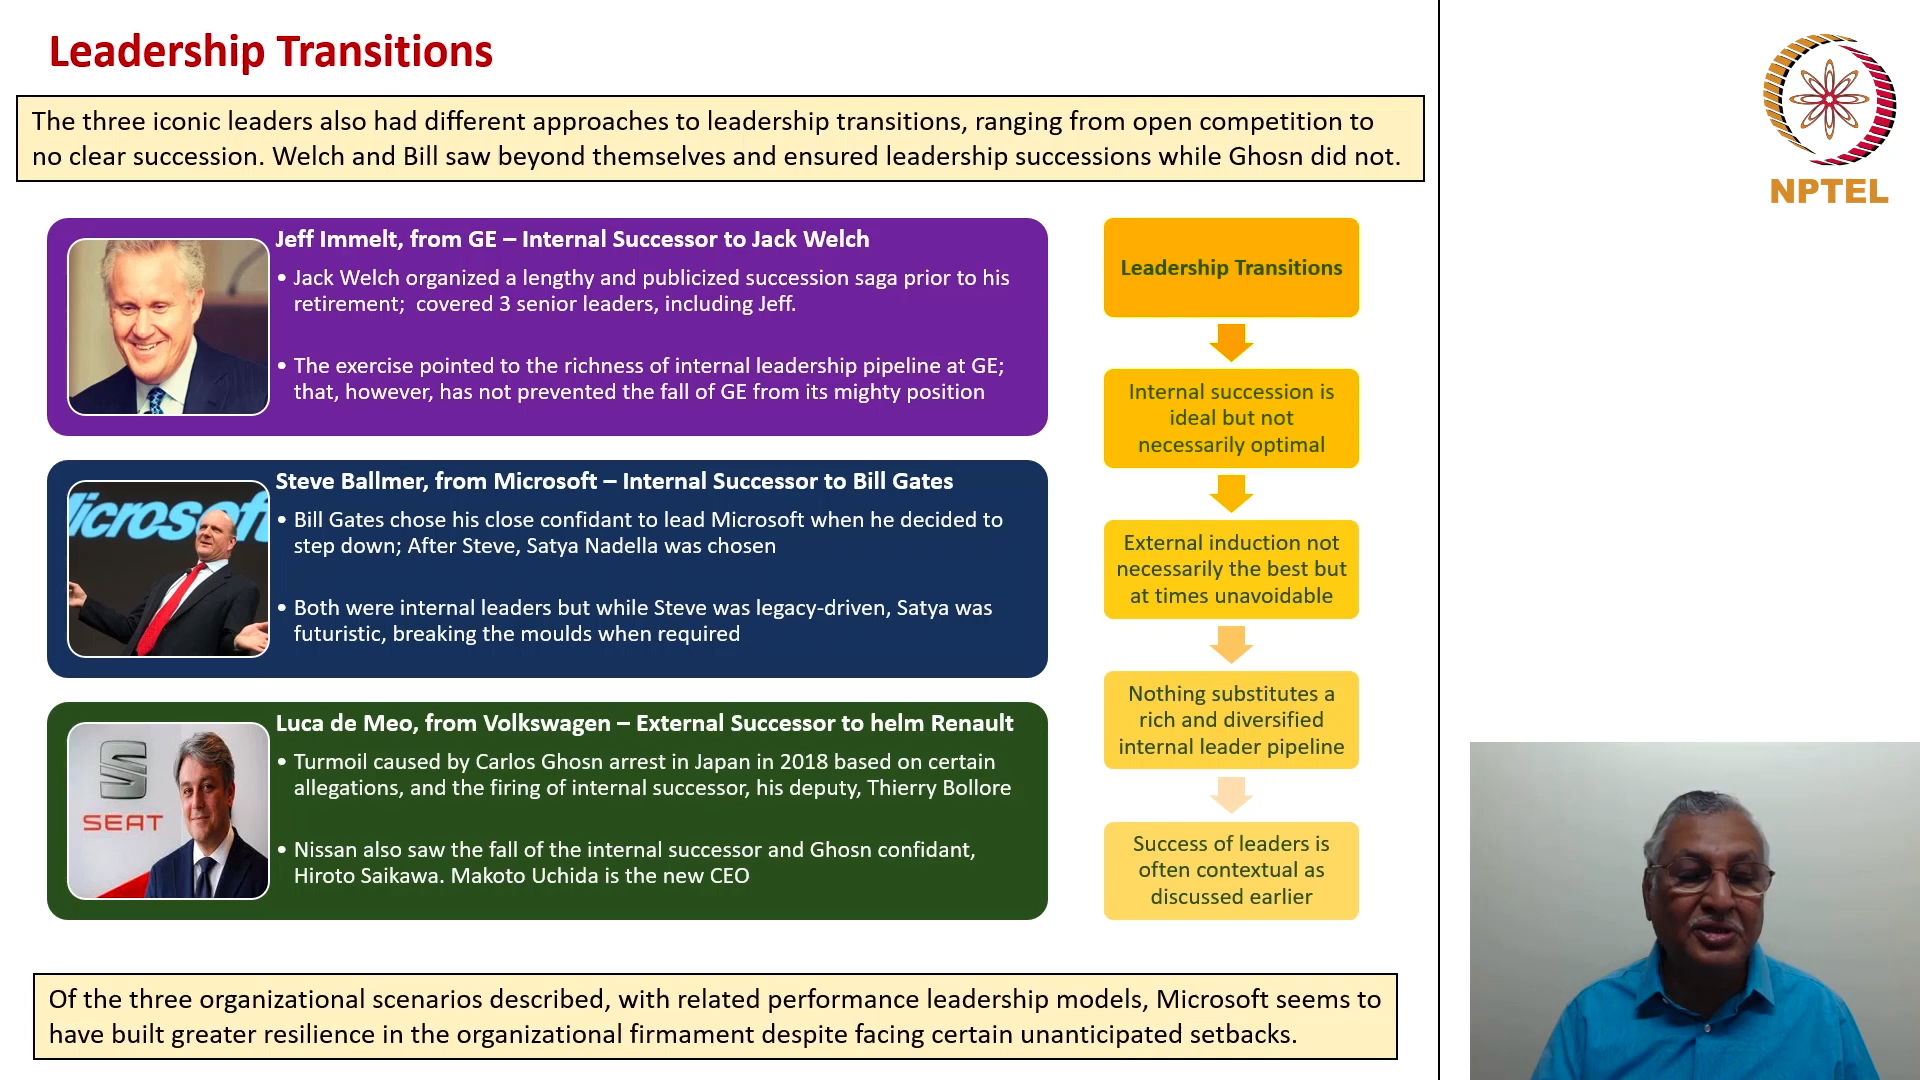 Leadership Transitions
The three iconic leaders also had different approaches to leadership transitions, ranging from open competition to
no clear succession. Welch and Bill saw beyond themselves and ensured leadership successions while Ghosn did not.
NPTEL
Jeff Immelt, from GE – Internal Successor to Jack Welch
• Jack Welch organized a lengthy and publicized succession saga prior to his
retirement;  covered 3 senior leaders, including Jeff.
• The exercise pointed to the richness of internal leadership pipeline at GE;
that, however, has not prevented the fall of GE from its mighty position
Microsoft
Steve Ballmer, from Microsoft – Internal Successor to Bill Gates
• Bill Gates chose his close confidant to lead Microsoft when he decided to
step down; After Steve, Satya Nadella was chosen
• Both were internal leaders but while Steve was legacy-driven, Satya was
futuristic, breaking the moulds when required
SEAT
Luca de Meo, from Volkswagen – External Successor to helm Renault
• Turmoil caused by Carlos Ghosn arrest in Japan in 2018 based on certain
allegations, and the firing of internal successor, his deputy, Thierry Bollore
• Nissan also saw the fall of the internal successor and Ghosn confidant,
Hiroto Saikawa. Makoto Uchida is the new CEO
Leadership Transitions
Internal succession is
ideal but not
necessarily optimal
External induction not
necessarily the best but
at times unavoidable
Nothing substitutes a
rich and diversified
internal leader pipeline
Success of leaders is
often contextual as
discussed earlier
Of the three organizational scenarios described, with related performance leadership models, Microsoft seems to
have built greater resilience in the organizational firmament despite facing certain unanticipated setbacks.